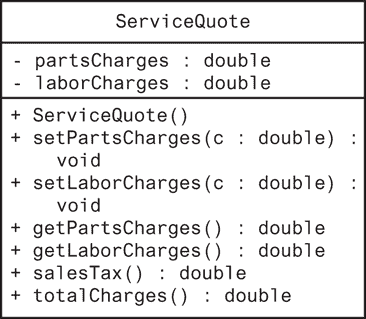 ServiceQuote
- partsCharges : double
- laborCharges : double
+ ServiceQuote()
+ setPartsCharges(c : double) :
void
+ setLaborCharges(c : double) :
void
+ getPartsCharges() : double
+ getLaborCharges() : double
+ salesTax() : double
+ totalCharges() : double